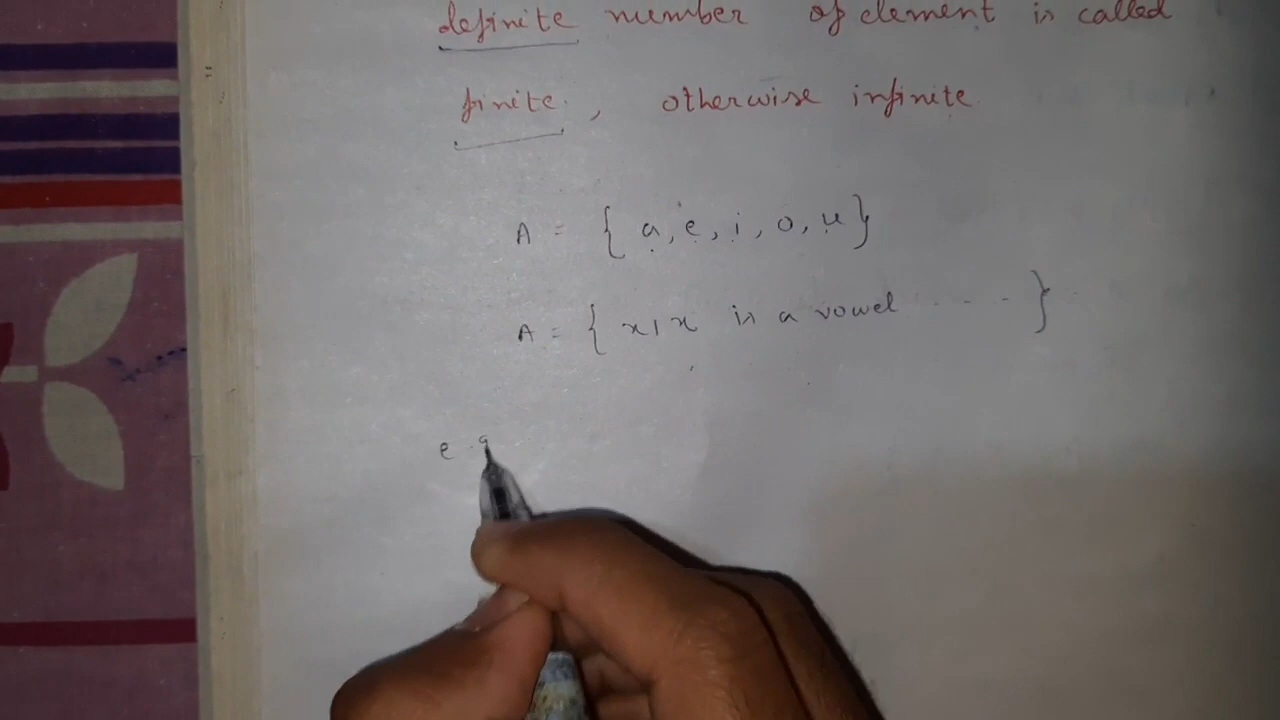 definite number of element is called
finite, otherwise infinite
A = { a, e, i, o, u }
A = { x | x is a vowel - - - - }
e.g